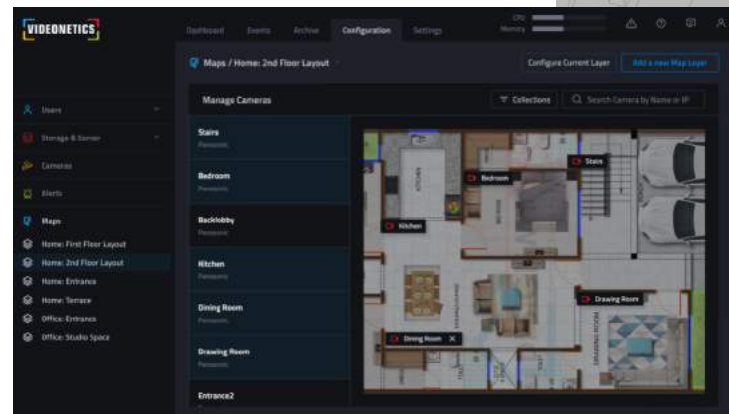 VIDEONETICS
Dashboard Events Archive Configuration Settings
CPU
Memory
Maps / Home: 2nd Floor Layout
Configure Current Layer
Add a new Map Layer
Manage Cameras
Collections
Search Camera by Name or IP
Users
Storage & Server
Cameras
Alerts
Maps
Home: First Floor Layout
Home: 2nd Floor Layout
Home: Entrance
Home: Terrace
Office: Entrance
Office: Studio Space
Stairs
Panasonic
Bedroom
Panasonic
Backlobby
Panasonic
Kitchen
Panasonic
Dining Room
Panasonic
Drawing Room
Panasonic
Entrance2
Stairs
Bedroom
KITCHEN
Kitchen
Drawing Room
Dining Room X